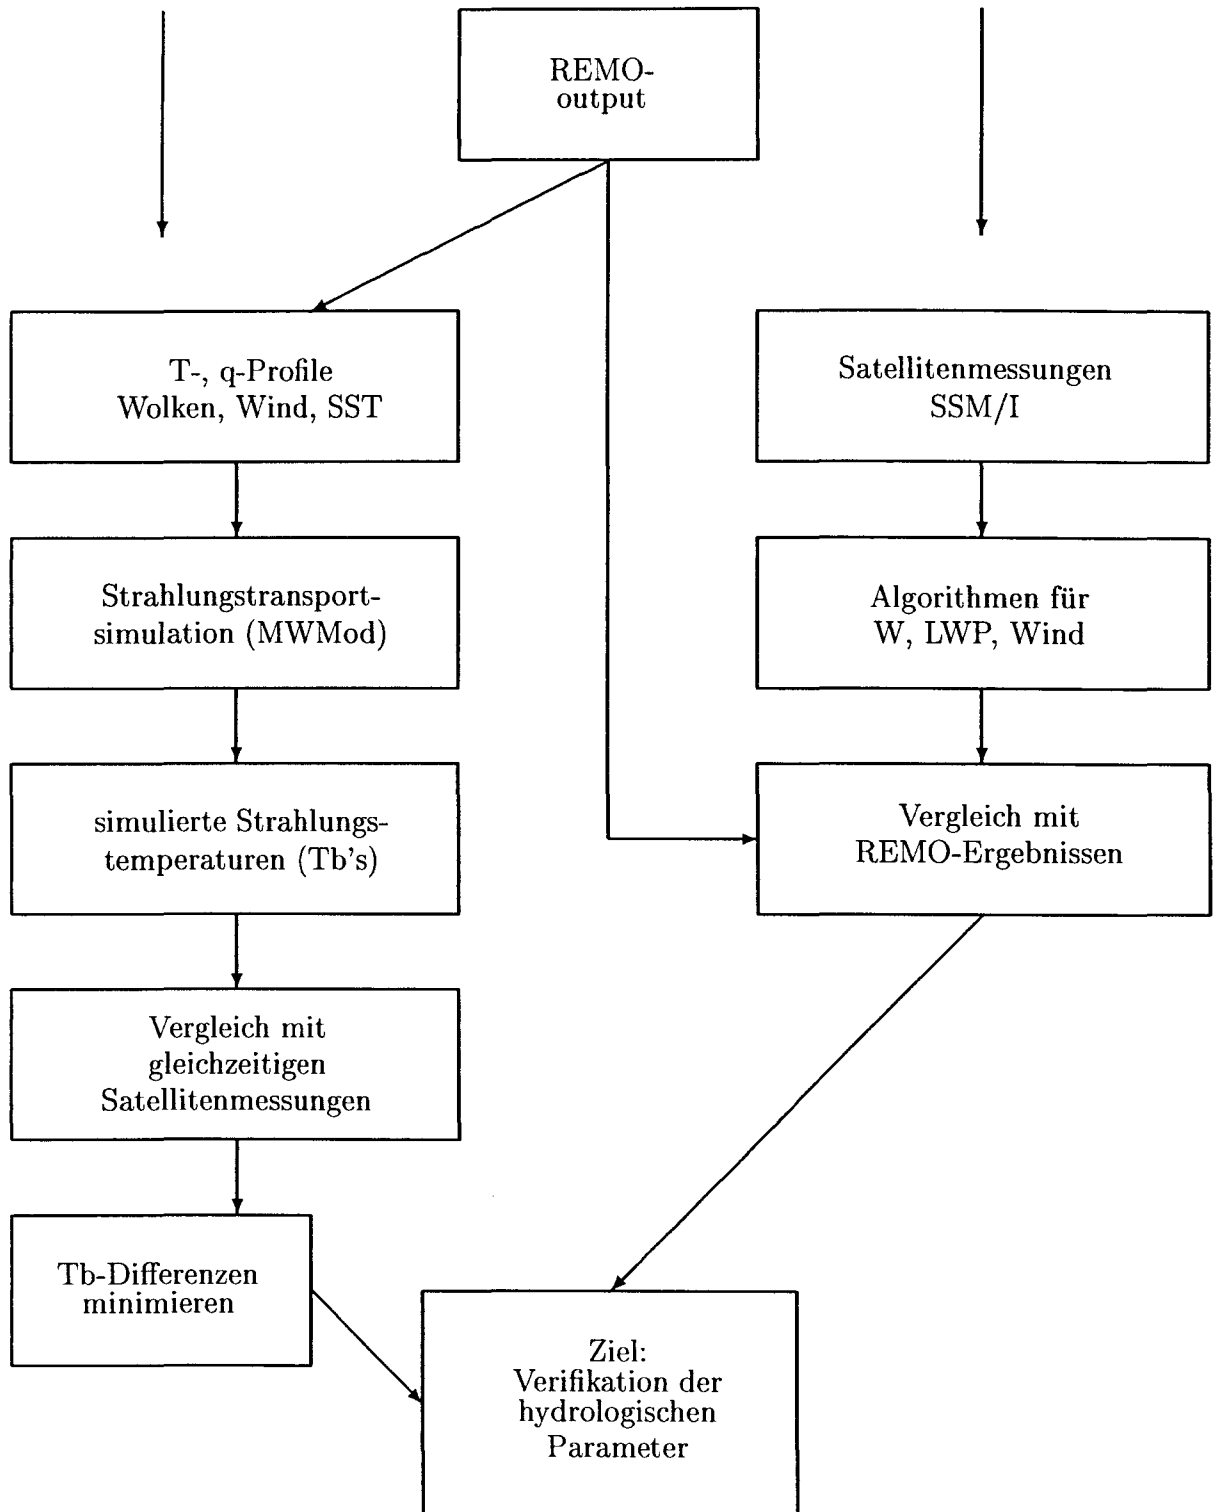 REMO-
output
T-, q-Profile
Wolken, Wind, SST
Satellitenmessungen
SSM/I
Strahlungstransport-
simulation (MWMod)
Algorithmen für
W, LWP, Wind
simulierte Strahlungs-
temperaturen (Tb's)
Vergleich mit
REMO-Ergebnissen
Vergleich mit
gleichzeitigen
Satellitenmessungen
Tb-Differenzen
minimieren
Ziel:
Verifikation der
hydrologischen
Parameter